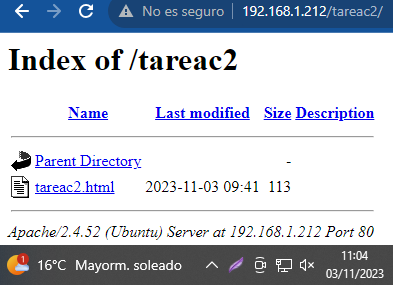 No es seguro 192.168.1.212/tareac2/
Index of /tareac2
Name Last modified Size Description
Parent Directory -
tareac2.html 2023-11-03 09:41 113
Apache/2.4.52 (Ubuntu) Server at 192.168.1.212 Port 80
1 16°C Mayorm. soleado 11:04
03/11/2023